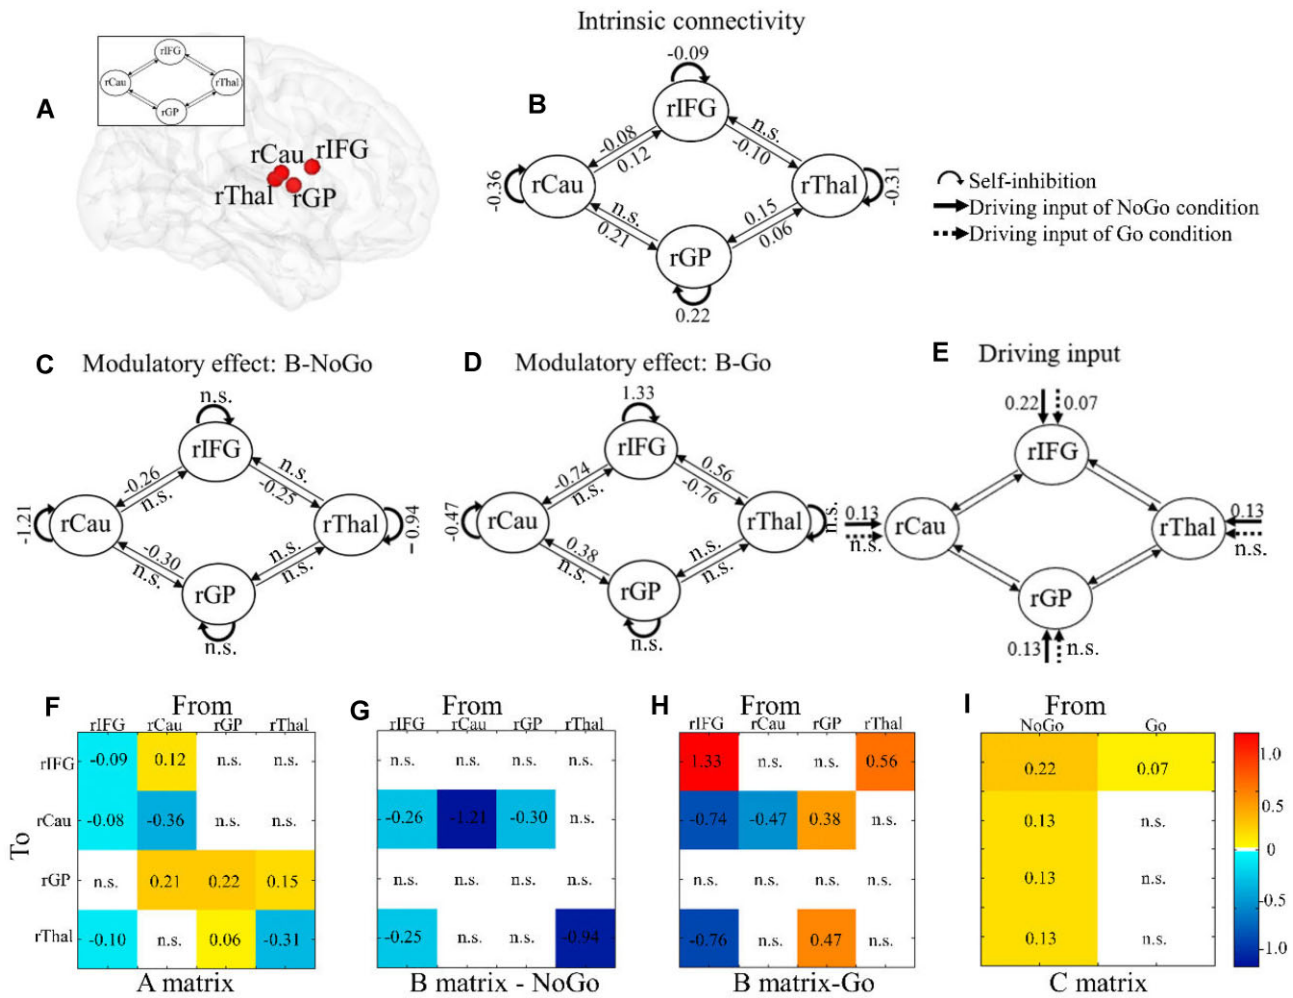 A
rIFG
rCau
rThal
rGP
rCau rIFG
rThal rGP
Intrinsic connectivity
B
-0.09
rIFG
-0.08
0.12
n.s.
-0.10
-0.36
rCau
rThal
-0.31
n.s.
0.21
0.15
0.06
rGP
0.22
Self-inhibition
Driving input of NoGo condition
Driving input of Go condition
C
Modulatory effect: B-NoGo
n.s.
rIFG
-0.26
n.s.
n.s.
-0.25
-1.21
rCau
rThal
-0.94
-0.30
n.s.
n.s.
n.s.
rGP
n.s.
D
Modulatory effect: B-Go
1.33
rIFG
-0.74
n.s.
0.56
-0.76
-0.47
rCau
rThal
n.s.
0.38
n.s.
n.s.
n.s.
rGP
E
Driving input
0.22
0.07
rIFG
0.13
n.s.
rCau
rThal
0.13
n.s.
rGP
0.13
n.s.
F
From
rIFG rCau rGP rThal
To
rIFG -0.09 0.12 n.s. n.s.
rCau -0.08 -0.36 n.s. n.s.
rGP n.s. 0.21 0.22 0.15
rThal -0.10 n.s. 0.06 -0.31
A matrix
G
From
rIFG rCau rGP rThal
n.s. n.s. n.s. n.s.
-0.26 -1.21 -0.30 n.s.
n.s. n.s. n.s. n.s.
-0.25 n.s. n.s. -0.94
B matrix - NoGo
H
From
rIFG rCau rGP rThal
1.33 n.s. n.s. 0.56
-0.74 -0.47 0.38 n.s.
n.s. n.s. n.s. n.s.
-0.76 n.s. 0.47 n.s.
B matrix-Go
I
From
NoGo Go
0.22 0.07
0.13 n.s.
0.13 n.s.
0.13 n.s.
C matrix
1.0
0.5
0
-0.5
-1.0